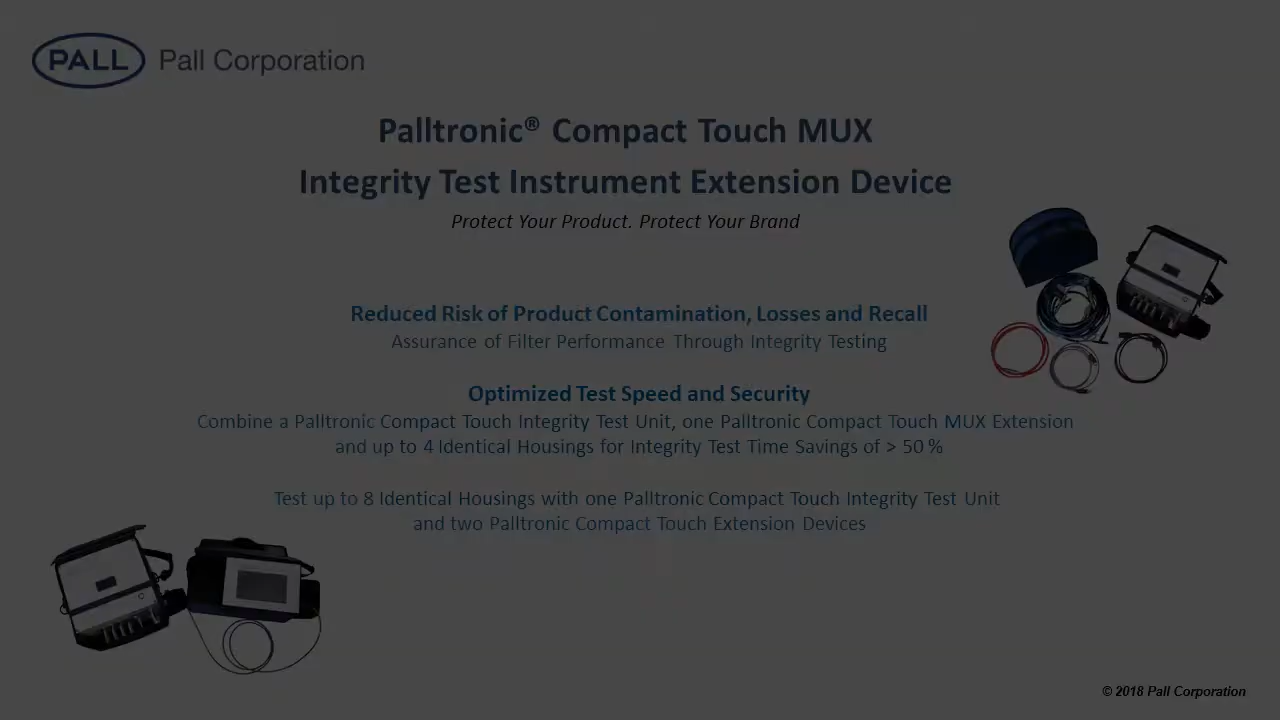 PALL Pall Corporation
Palltronic® Compact Touch MUX
Integrity Test Instrument Extension Device
Protect Your Product. Protect Your Brand
Reduced Risk of Product Contamination, Losses and Recall
Assurance of Filter Performance Through Integrity Testing
Optimized Test Speed and Security
Combine a Palltronic Compact Touch Integrity Test Unit, one Palltronic Compact Touch MUX Extension
and up to 4 Identical Housings for Integrity Test Time Savings of > 50 %
Test up to 8 Identical Housings with one Palltronic Compact Touch Integrity Test Unit
and two Palltronic Compact Touch Extension Devices
© 2018 Pall Corporation